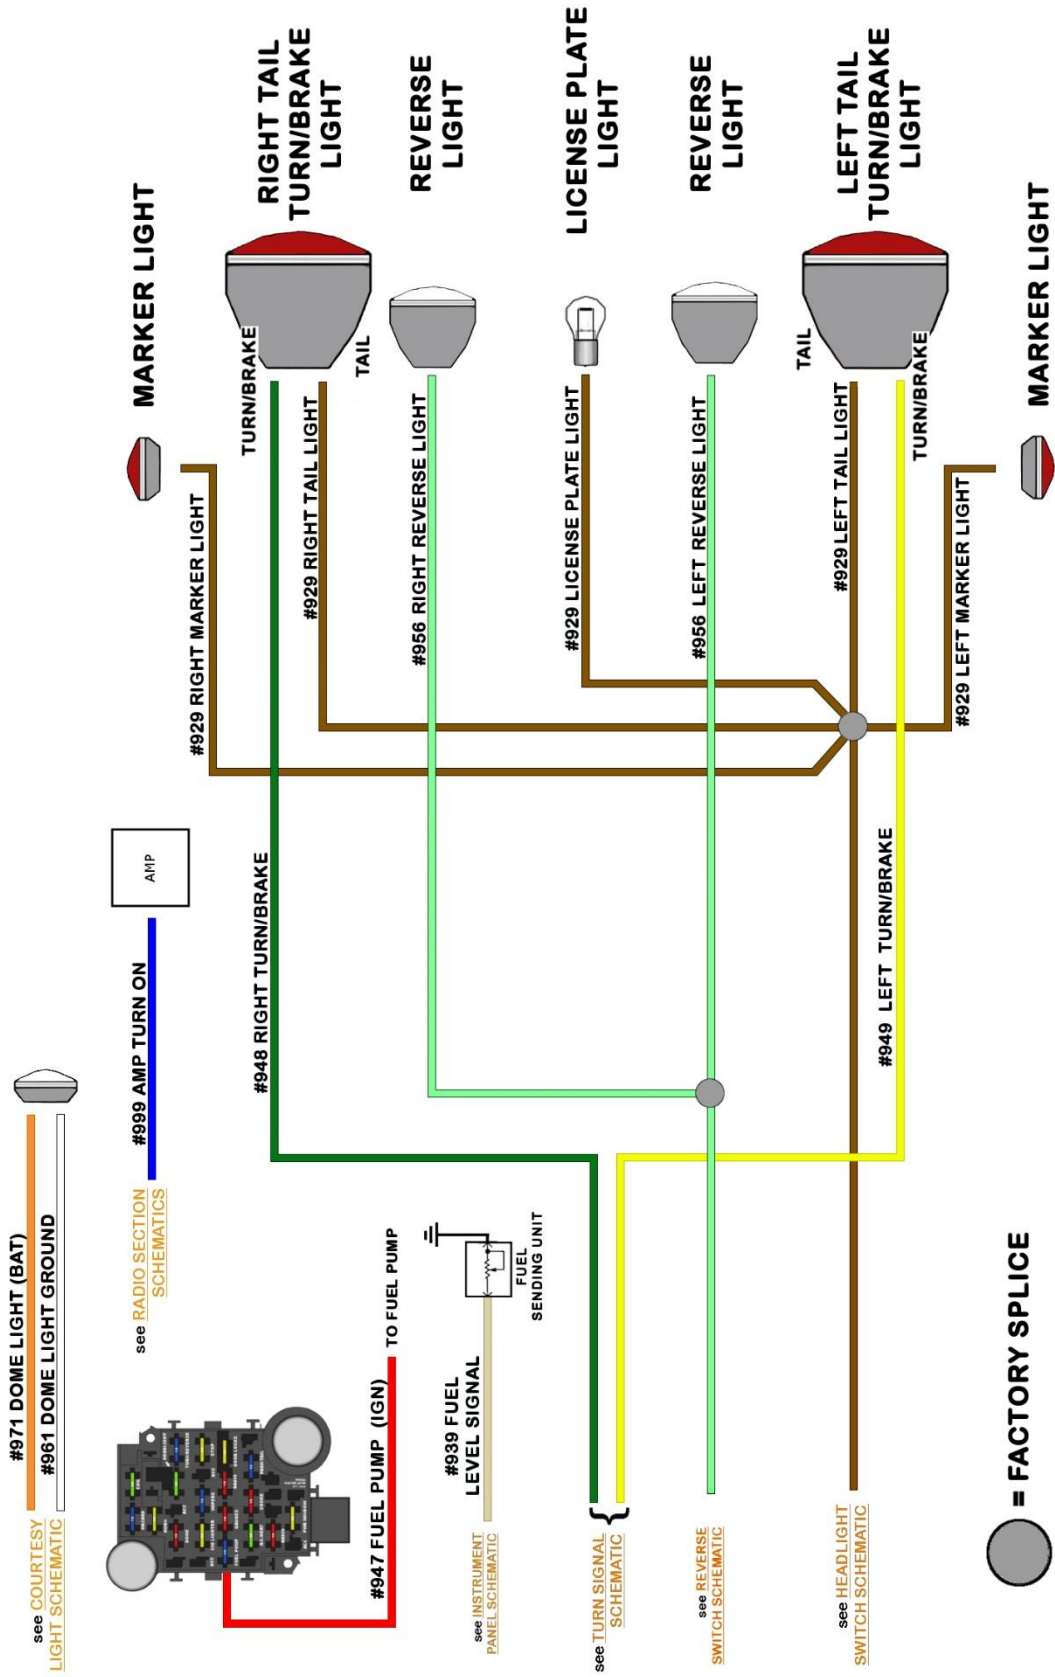 MARKER LIGHT
RIGHT TAIL
TURN/BRAKE
LIGHT
REVERSE
LIGHT
LICENSE PLATE
LIGHT
REVERSE
LIGHT
LEFT TAIL
TURN/BRAKE
LIGHT
MARKER LIGHT
TURN/BRAKE
TAIL
TAIL
TURN/BRAKE
#929 RIGHT MARKER LIGHT
#929 RIGHT TAIL LIGHT
#956 RIGHT REVERSE LIGHT
#929 LICENSE PLATE LIGHT
#956 LEFT REVERSE LIGHT
#929 LEFT TAIL LIGHT
#929 LEFT MARKER LIGHT
AMP
#999 AMP TURN ON
see RADIO SECTION
SCHEMATICS
#948 RIGHT TURN/BRAKE
#949 LEFT TURN/BRAKE
#971 DOME LIGHT (BAT)
#961 DOME LIGHT GROUND
see COURTESY
LIGHT SCHEMATIC
#947 FUEL PUMP (IGN)
TO FUEL PUMP
FUEL
SENDING UNIT
#939 FUEL
LEVEL SIGNAL
see INSTRUMENT
PANEL SCHEMATIC
see TURN SIGNAL
SCHEMATIC
{
see REVERSE
SWITCH SCHEMATIC
see HEADLIGHT
SWITCH SCHEMATIC
= FACTORY SPLICE